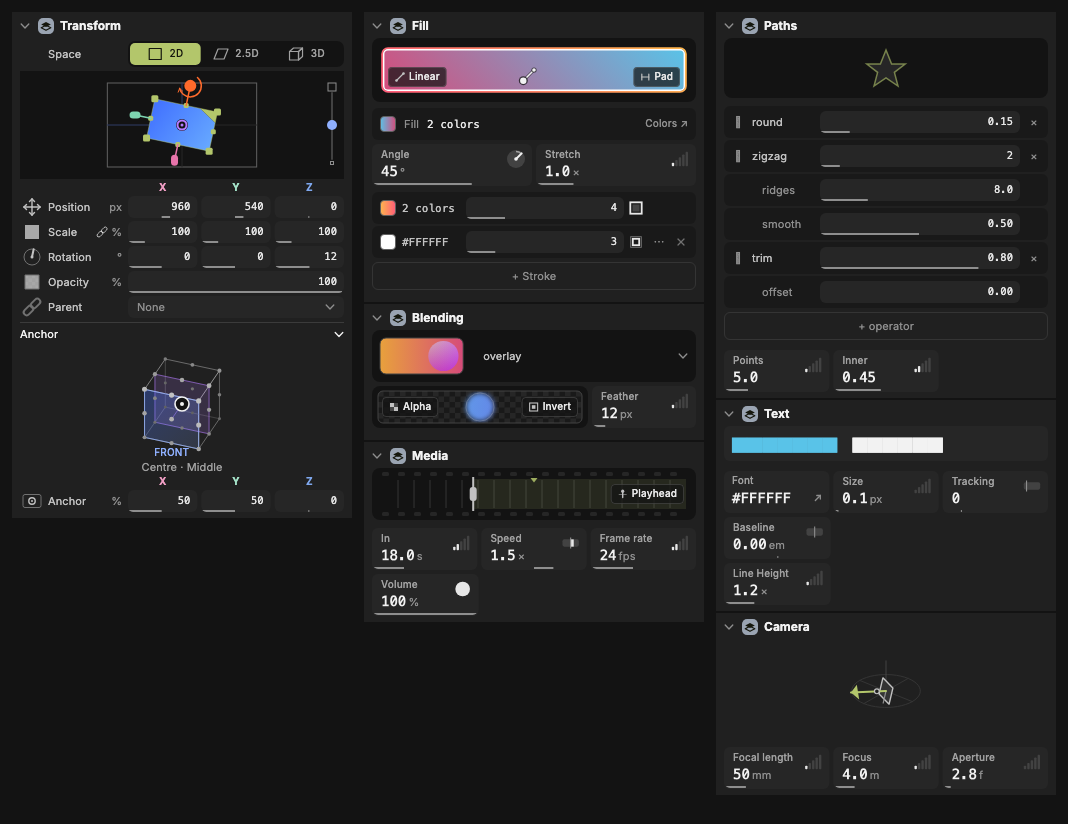 Transform
Space
2D
2.5D
3D
X Y Z
Position px 960 540 0
Scale % 100 100 100
Rotation ° 0 0 12
Opacity % 100
Parent None
Anchor
FRONT
Centre · Middle
X Y Z
Anchor % 50 50 0
Fill
Linear
Pad
Fill 2 colors Colors ↗
Angle
45°
Stretch
1.0 ×
2 colors 4
#FFFFFF 3 ··· ×
+ Stroke
Blending
overlay
Alpha
Invert
Feather
12 px
Media
Playhead
In
18.0 s
Speed
1.5 ×
Frame rate
24 fps
Volume
100 %
Paths
round 0.15 ×
zigzag 2 ×
ridges 8.0
smooth 0.50
trim 0.80 ×
offset 0.00
+ operator
Points
5.0
Inner
0.45
Text
Font
#FFFFFF ↗
Size
0.1 px
Tracking
0
Baseline
0.00 em
Line Height
1.2 ×
Camera
Focal length
50 mm
Focus
4.0 m
Aperture
2.8 f